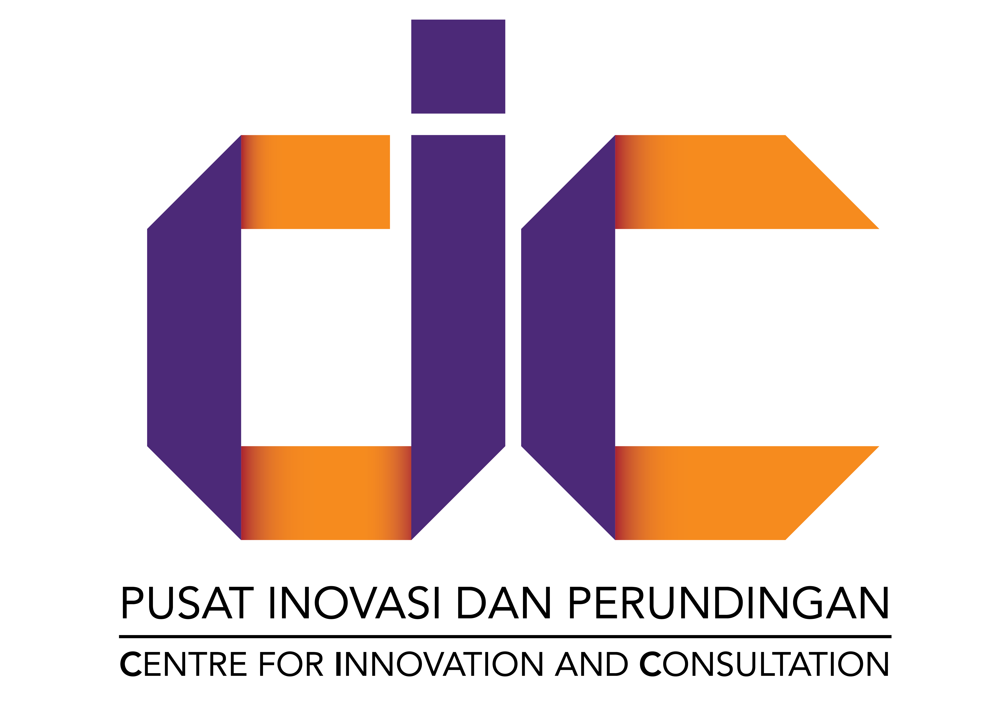 cic
PUSAT INOVASI DAN PERUNDINGAN
CENTRE FOR INNOVATION AND CONSULTATION